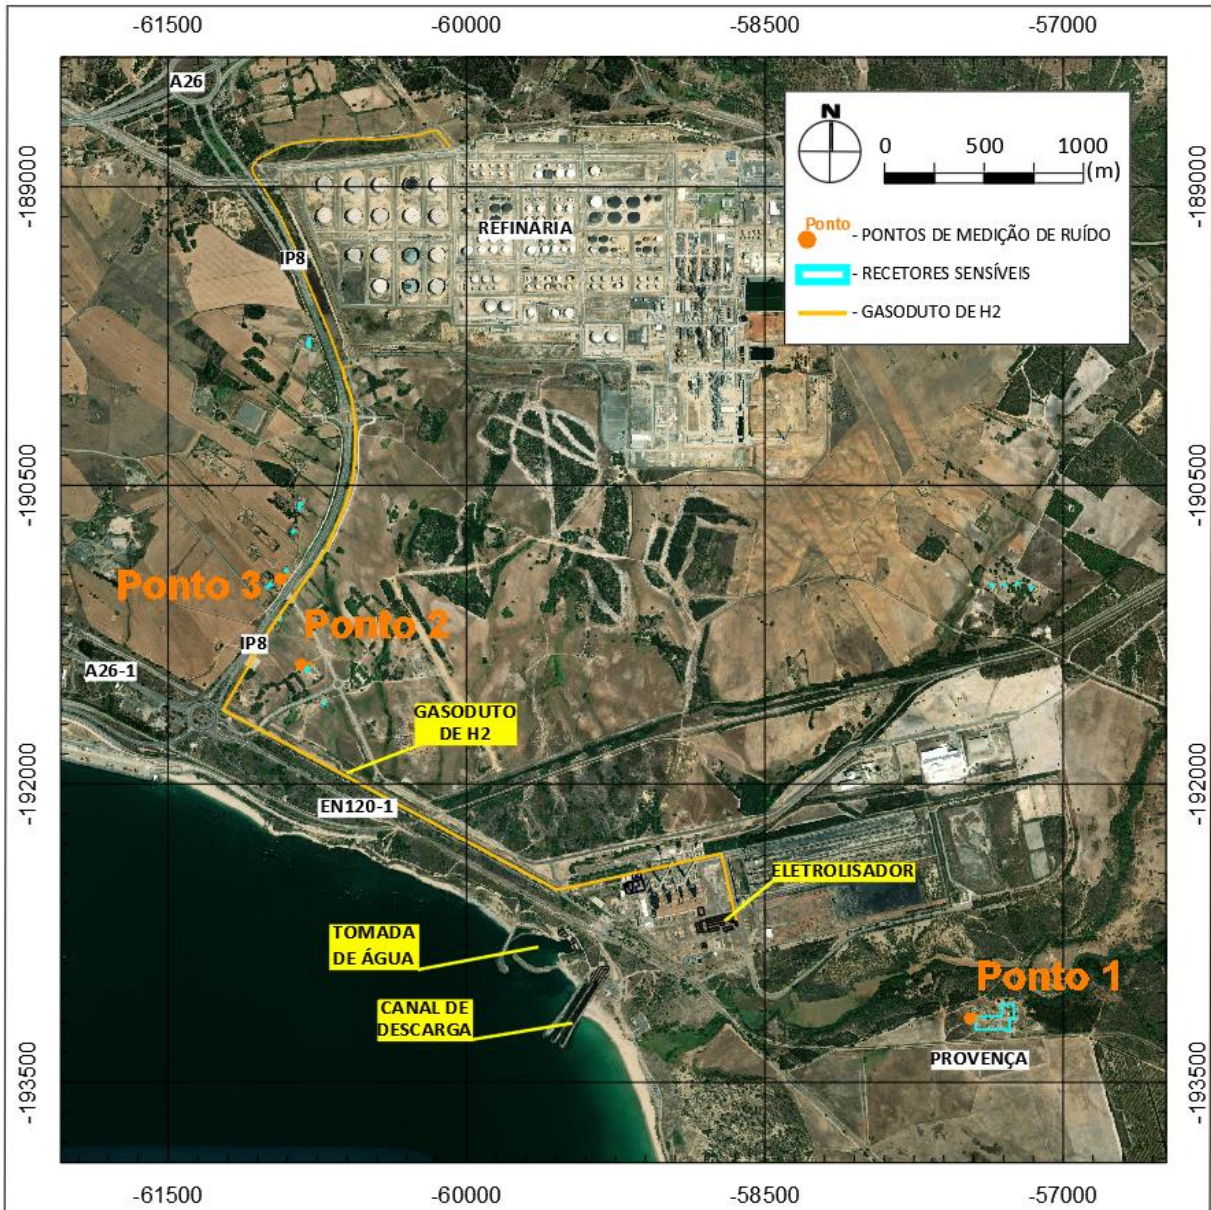 -61500
-60000
-58500
-57000
A26
N
0
500
1000
(m)
-189000
-189000
Ponto
- PONTOS DE MEDIÇÃO DE RUÍDO
REFINARIA
IP8
- RECETORES SENSÍVEIS
- GASODUTO DE H2
-190500
-190500
Ponto 3
Ponto 2
IP8
A26-1
GASODUTO
DE H2
-192000
-192000
EN120-1
ELETROLISADOR
TOMADA
DE ÁGUA
Ponto 1
CANAL DE
DESCARGA
PROVENÇA
-193500
-193500
-61500
-60000
-58500
-57000